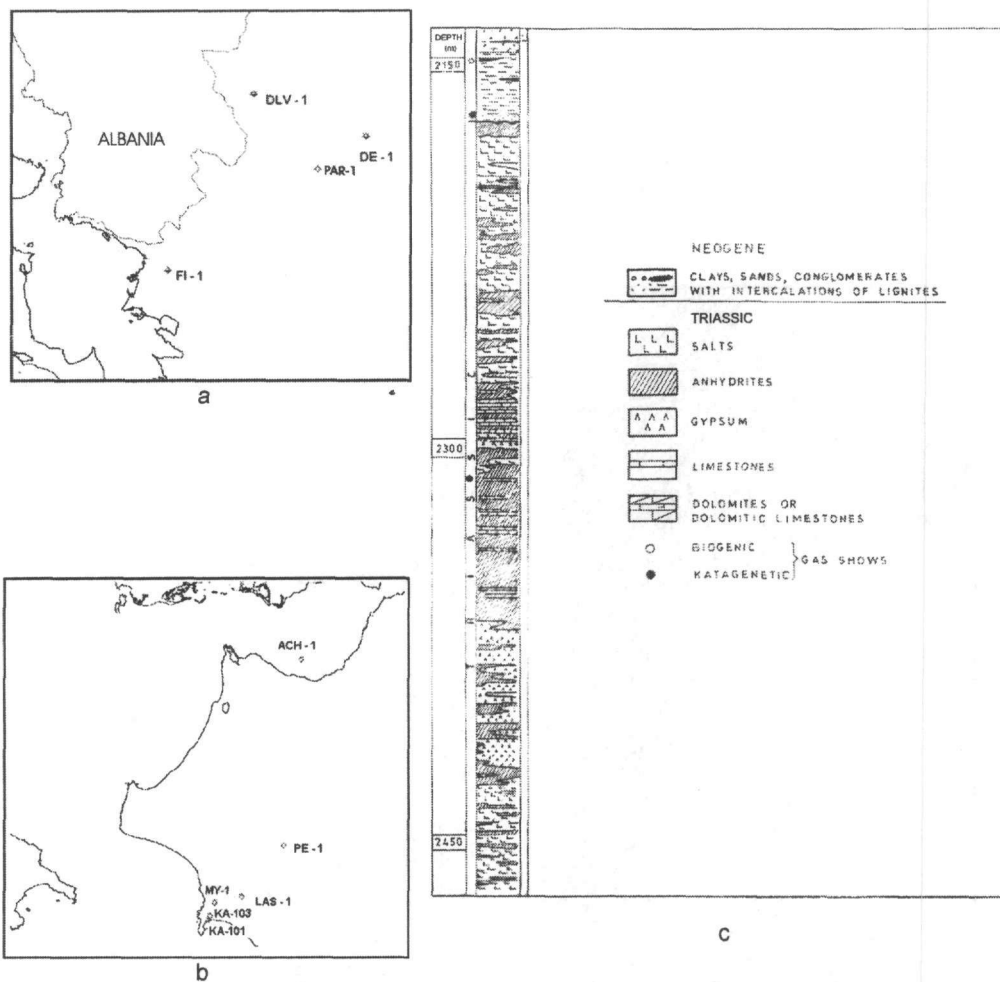 ALBANIA
DLV - 1
DE - 1
PAR-1
FI - 1
a
ACH - 1
PE - 1
MY-1
LAS - 1
KA-103
KA-101
b
DEPTH
(m)
2150
2300
2450
TRIASSIC
NEOGENE
CLAYS, SANDS, CONGLOMERATES
WITH INTERCALATIONS OF LIGNITES
TRIASSIC
SALTS
ANHYDRITES
GYPSUM
LIMESTONES
DOLOMITES OR
DOLOMITIC LIMESTONES
BIOGENIC
KATAGENETIC
GAS SHOWS
c